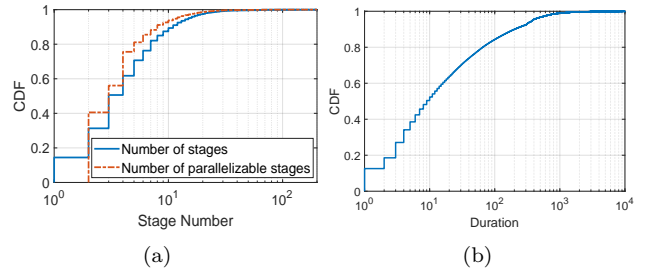 1
0.8
0.6
0.4
0.2
0
CDF
Number of stages
Number of parallelizable stages
10^0
10^1
10^2
Stage Number
(a)
1
0.8
0.6
0.4
0.2
0
CDF
10^0
10^1
10^2
10^3
10^4
Duration
(b)